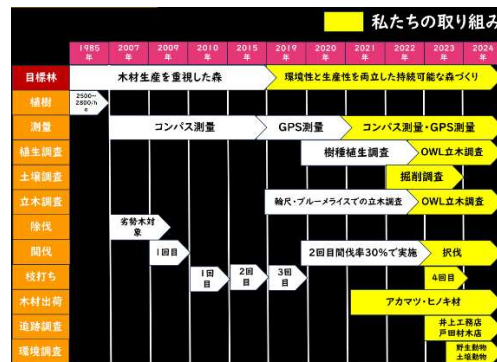 私たちの取り組み
1985年 2007年 2009年 2010年 2015年 2019年 2020年 2021年 2022年 2023年 2024年
目標林 木材生産を重視した森 環境性と生産性を両立した持続可能な森づくり
植樹 2500~2800/ha
測量 コンパス測量 GPS測量 コンパス測量・GPS測量
植生調査 樹種植生調査 OWL立木調査
土壌調査 掘削調査
立木調査 輪尺・ブルーメライスでの立木調査 OWL立木調査
除伐 劣勢木対象
間伐 1回目 2回目間伐率30%で実施 択伐
枝打ち 1回目 2回目 3回目 4回目
木材出荷 アカマツ・ヒノキ材
追跡調査 井上工務店 戸田材木店
環境調査 野生動物 土壌動物